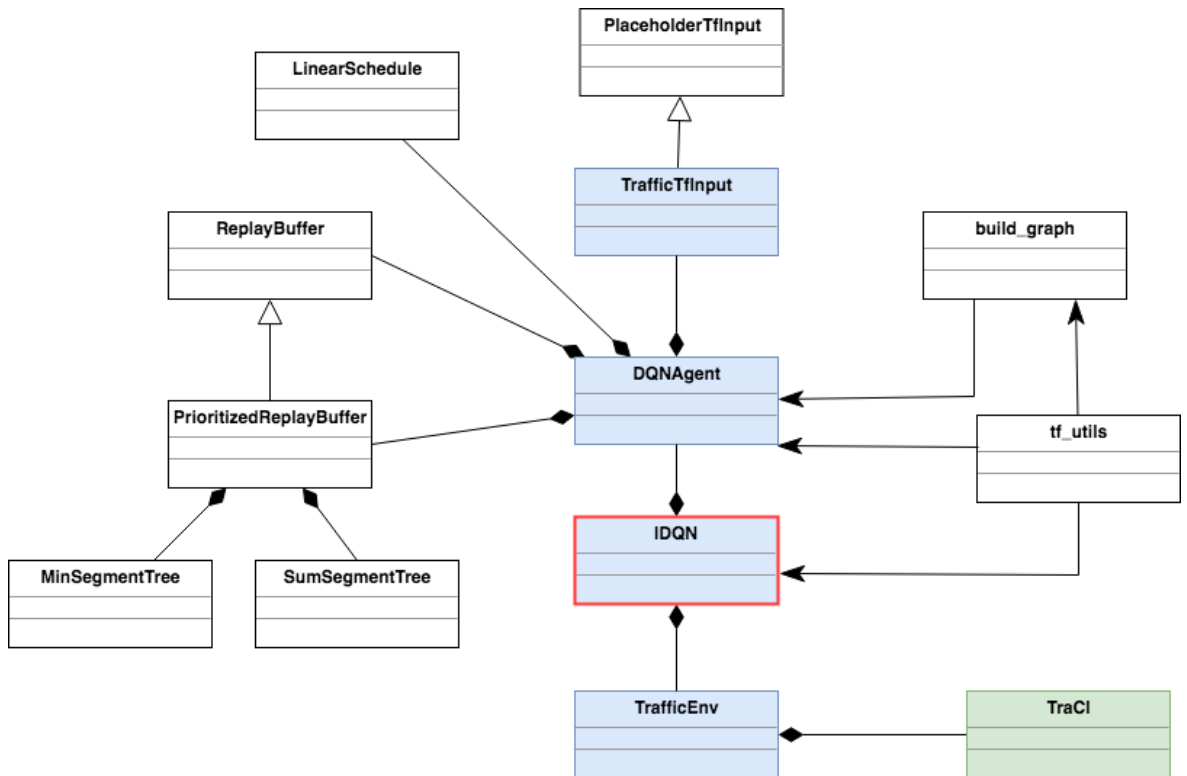 PlaceholderTfInput
LinearSchedule
TrafficTfInput
ReplayBuffer
build_graph
DQNAgent
PrioritizedReplayBuffer
tf_utils
IDQN
MinSegmentTree
SumSegmentTree
TrafficEnv
TraCI